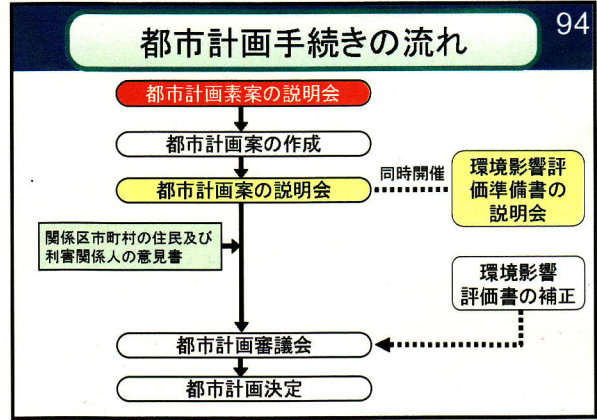 94
都市計画手続きの流れ
都市計画素案の説明会
都市計画案の作成
都市計画案の説明会
同時開催
環境影響評
価準備書の
説明会
関係区市町村の住民及び
利害関係人の意見書
環境影響
評価書の補正
都市計画審議会
都市計画決定